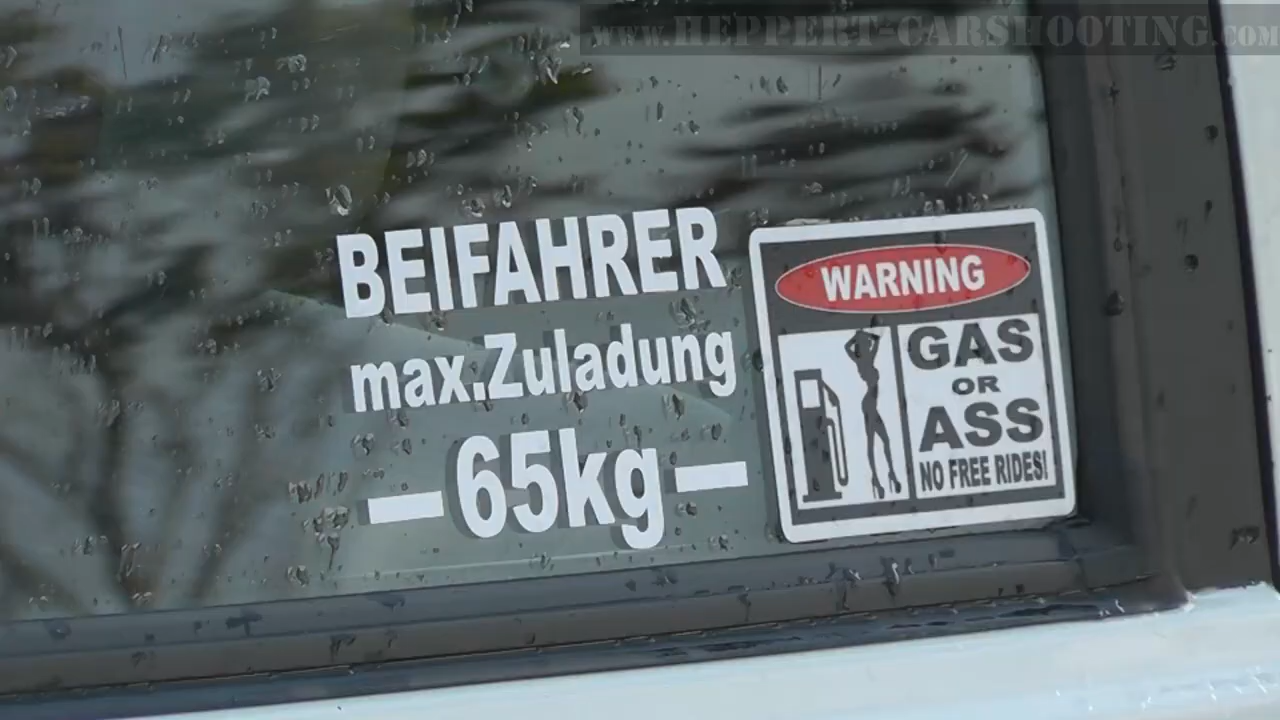 www.HEPPERT-CARSHOOTING.com
BEIFAHRER
max.Zuladung
-65kg-
WARNING
GAS
OR
ASS
NO FREE RIDES!